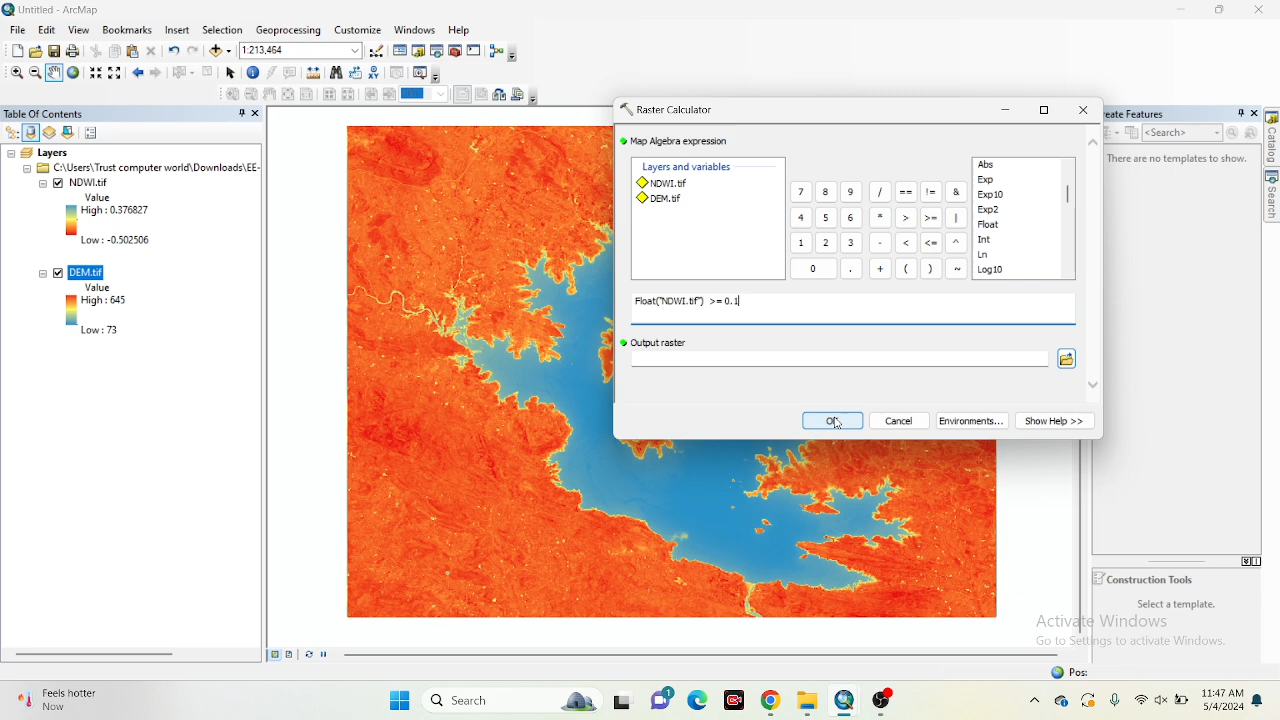 Untitled - ArcMap
File Edit View Bookmarks Insert Selection Geoprocessing Customize Windows Help
1:213,464
Table Of Contents
Layers
C:\Users\Trust computer world\Downloads\EE-
NDWI.tif
Value
High : 0.376827
Low : -0.502506
DEM.tif
Value
High : 645
Low : 73
Raster Calculator
Map Algebra expression
Layers and variables
NDWI.tif
DEM.tif
7 8 9 / == != &
4 5 6 * > >= |
1 2 3 - < <= ^
0 . + ( ) ~
Abs
Exp
Exp10
Exp2
Float
Int
Ln
Log10
Float("NDWI.tif") >= 0.1
Output raster
OK Cancel Environments... Show Help >>
reate Features
<Search>
There are no templates to show.
Catalog
Search
Construction Tools
Select a template.
Activate Windows
Go to Settings to activate Windows.
Pos:
Feels hotter
Now
Search
1
11:47 AM
5/4/2024